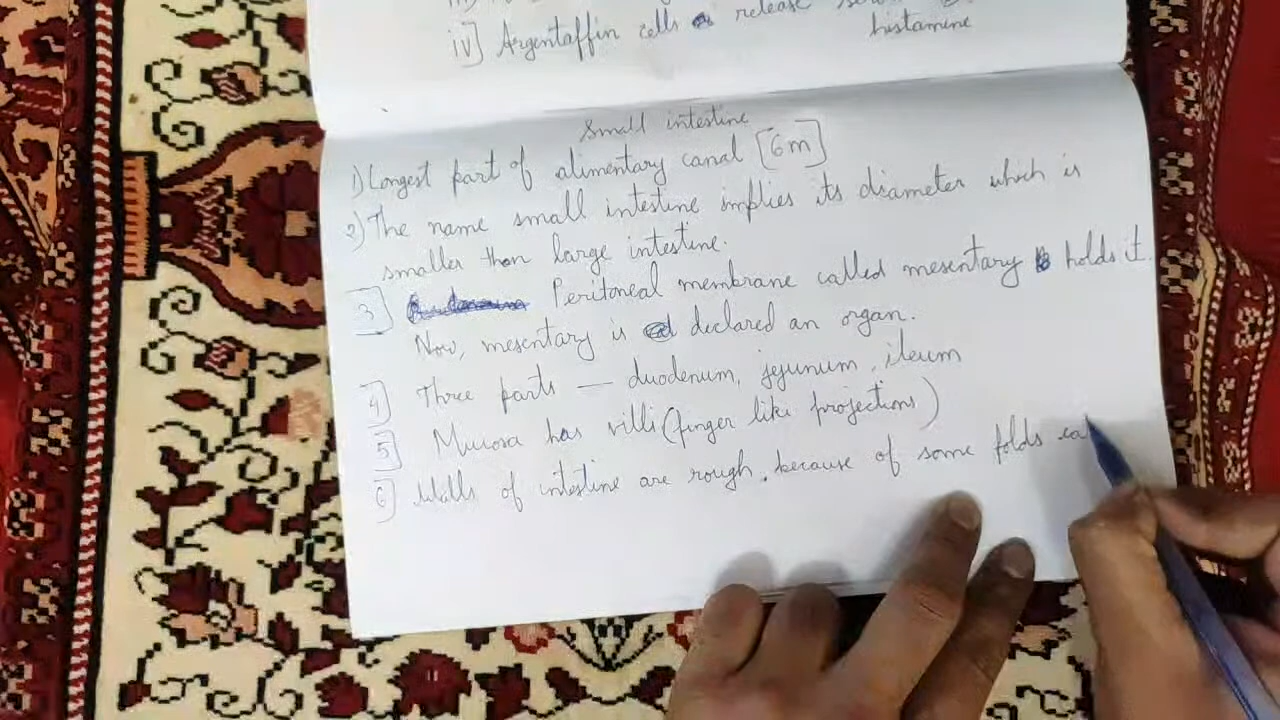 iv] Argentaffin cells release
histamine
Small intestine
1) Longest part of alimentary canal [6m]
2) The name small intestine implies its diameter which is
smaller than large intestine.
3] Peritoneal membrane called mesentary holds it.
Now, mesentary is declared an organ.
4] Three parts — duodenum, jejunum, ileum
5] Mucosa has villi (finger like projections)
6] Walls of intestine are rough, because of some folds ca